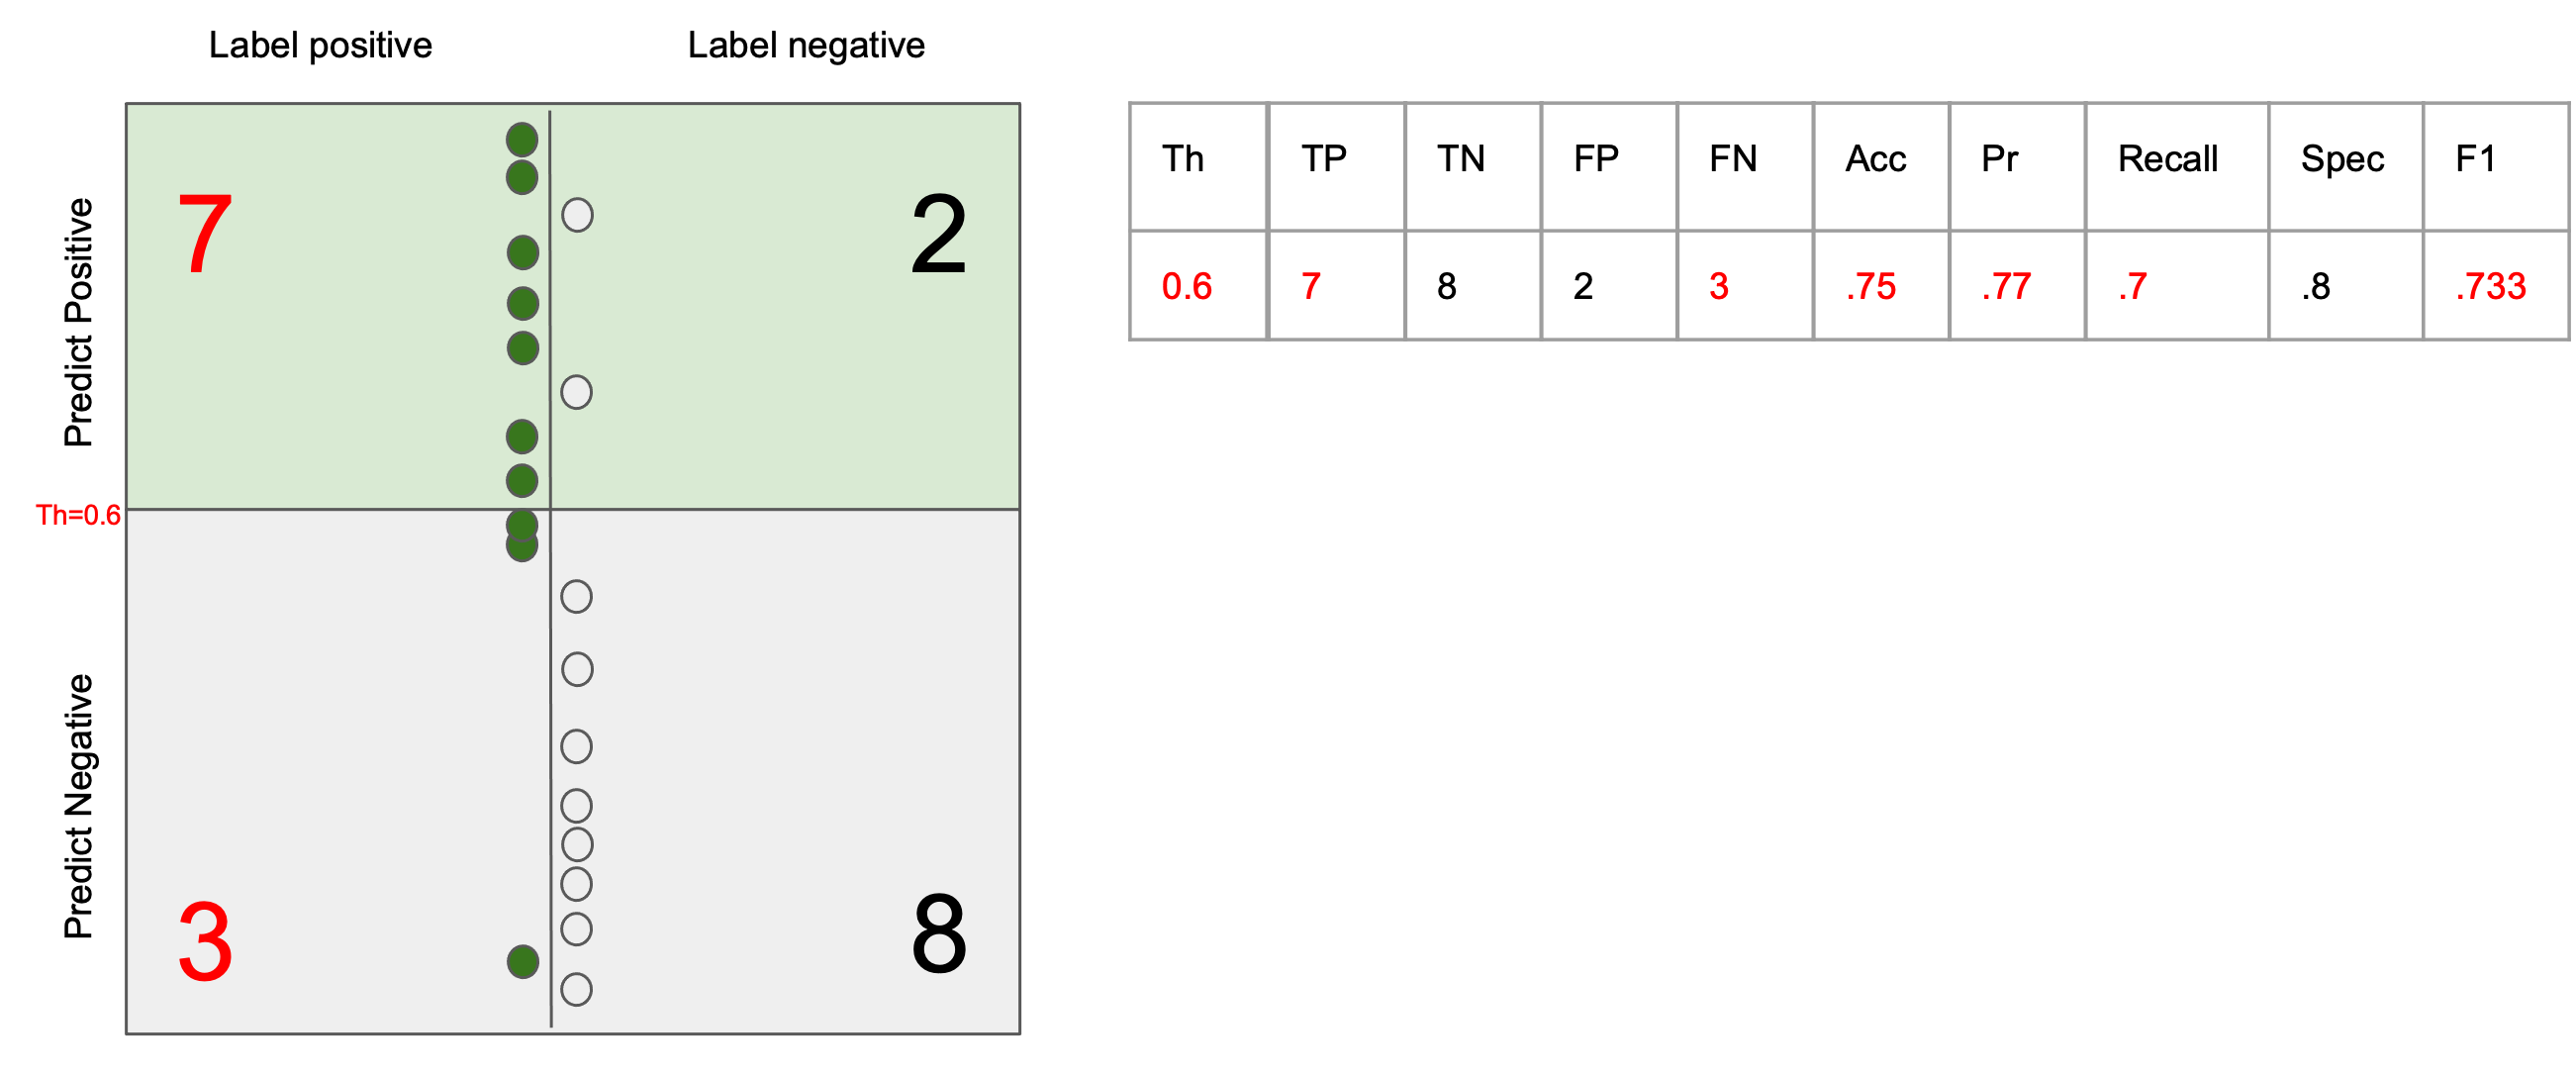 Label positive
Label negative
Predict Positive
7
2
Th=0.6
Predict Negative
3
8
Th TP TN FP FN Acc Pr Recall Spec F1
0.6 7 8 2 3 .75 .77 .7 .8 .733